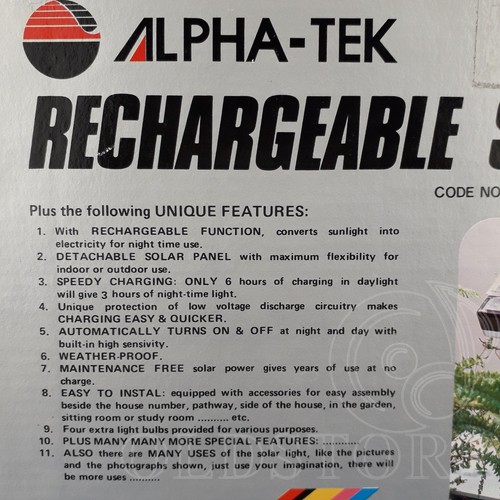 ALPHA-TEK
RECHARGEABLE S
CODE NO
Plus the following UNIQUE FEATURES:
1. With RECHARGEABLE FUNCTION, converts sunlight into
electricity for night time use.
2. DETACHABLE SOLAR PANEL with maximum flexibility for
indoor or outdoor use.
3. SPEEDY CHARGING: ONLY 6 hours of charging in daylight
will give 3 hours of night-time light.
4. Unique protection of low voltage discharge circuitry makes
CHARGING EASY & QUICKER.
5. AUTOMATICALLY TURNS ON & OFF at night and day with
built-in high sensivity.
6. WEATHER-PROOF.
7. MAINTENANCE FREE solar power gives years of use at no
charge.
8. EASY TO INSTAL: equipped with accessories for easy assembly
beside the house number, pathway, side of the house, in the garden,
sitting room or study room .......... etc.
9. Four extra light bulbs provided for various purposes.
10. PLUS MANY MANY MORE SPECIAL FEATURES: ............
11. ALSO there are MANY USES of the solar light, like the pictures
and the photographs shown, just use your imagination, there will
be more uses ..........
OLDSTORE